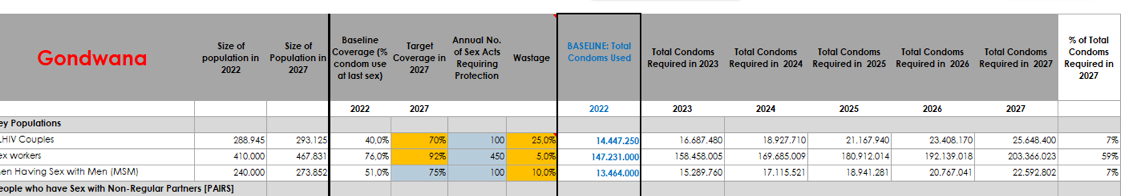 Gondwana
Size of population in 2022
Size of Population in 2027
Baseline Coverage (% condom use at last sex)
Target Coverage in 2027
Annual No. of Sex Acts Requiring Protection
Wastage
BASELINE: Total Condoms Used
Total Condoms Required in 2023
Total Condoms Required in 2024
Total Condoms Required in 2025
Total Condoms Required in 2026
Total Condoms Required in 2027
% of Total Condoms Required in 2027
2022 2027 2022 2023 2024 2025 2026 2027
ey Populations
LHIV Couples 288.945 293.125 40,0% 70% 100 25,0% 14.447.250 16.687.480 18.927.710 21.167.940 23.408.170 25.648.400 7%
ex workers 410.000 467.831 76,0% 92% 450 5,0% 147.231.000 158.458.005 169.685.009 180.912.014 192.139.018 203.366.023 59%
en Having Sex with Men (MSM) 240.000 273.852 51,0% 75% 100 10,0% 13.464.000 15.289.760 17.115.521 18.941.281 20.767.041 22.592.802 7%
eople who have Sex with Non-Regular Partners [PAIRS]